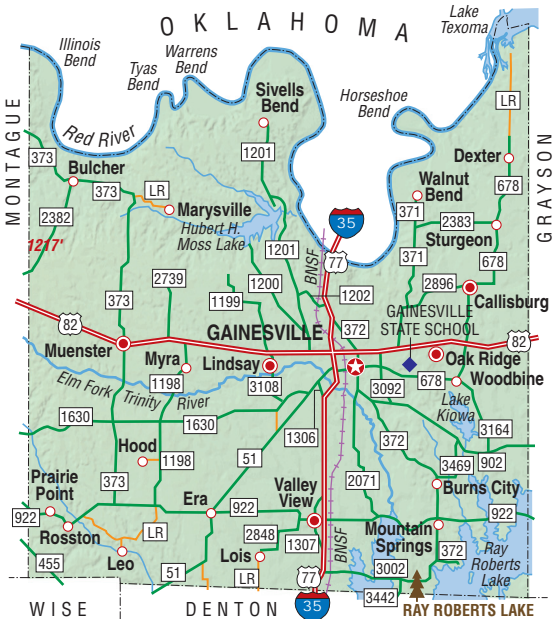 OKLAHOMA
Lake
Texoma
Illinois
Bend
Warrens
Bend
Tyas
Bend
Sivells
Bend
Horseshoe
Bend
MONTAGUE
GRAYSON
Red River
LR
373
1201
Bulcher
Dexter
373
LR
Walnut
Bend
678
2382
Marysville
371
2383
1217'
Hubert H.
Moss Lake
35
Sturgeon
1201
BNSF
77
371
678
2739
1200
2896
373
1199
1202
Callisburg
82
GAINESVILLE
372
GAINESVILLE
STATE SCHOOL
82
Muenster
Myra
Lindsay
Oak Ridge
Elm Fork Trinity River
1198
3108
3092
678
Woodbine
Lake
Kiowa
1630
1630
1306
372
3164
Hood
1198
51
3469
902
Prairie
Point
373
2071
Burns City
Era
922
Valley
View
922
922
Rosston
LR
2848
Mountain
Springs
1307
BNSF
455
Leo
Lois
372
Ray
Roberts
Lake
51
LR
77
3002
35
3442
RAY ROBERTS LAKE
WISE
DENTON